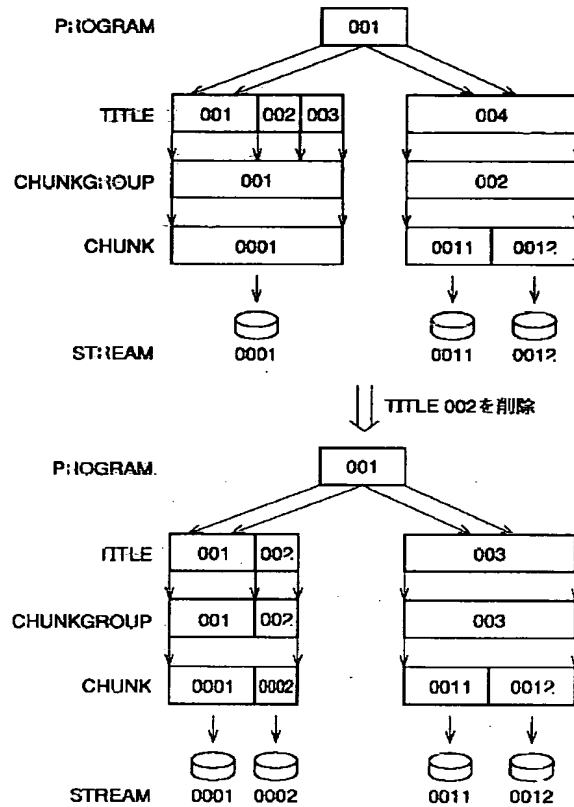 PROGRAM 001
TITLE 001 002 003 004
CHUNKGROUP 001 002
CHUNK 0001 0011 0012
STREAM 0001 0011 0012
TITLE 002を削除
PROGRAM 001
TITLE 001 002 003
CHUNKGROUP 001 002 003
CHUNK 0001 0002 0011 0012
STREAM 0001 0002 0011 0012